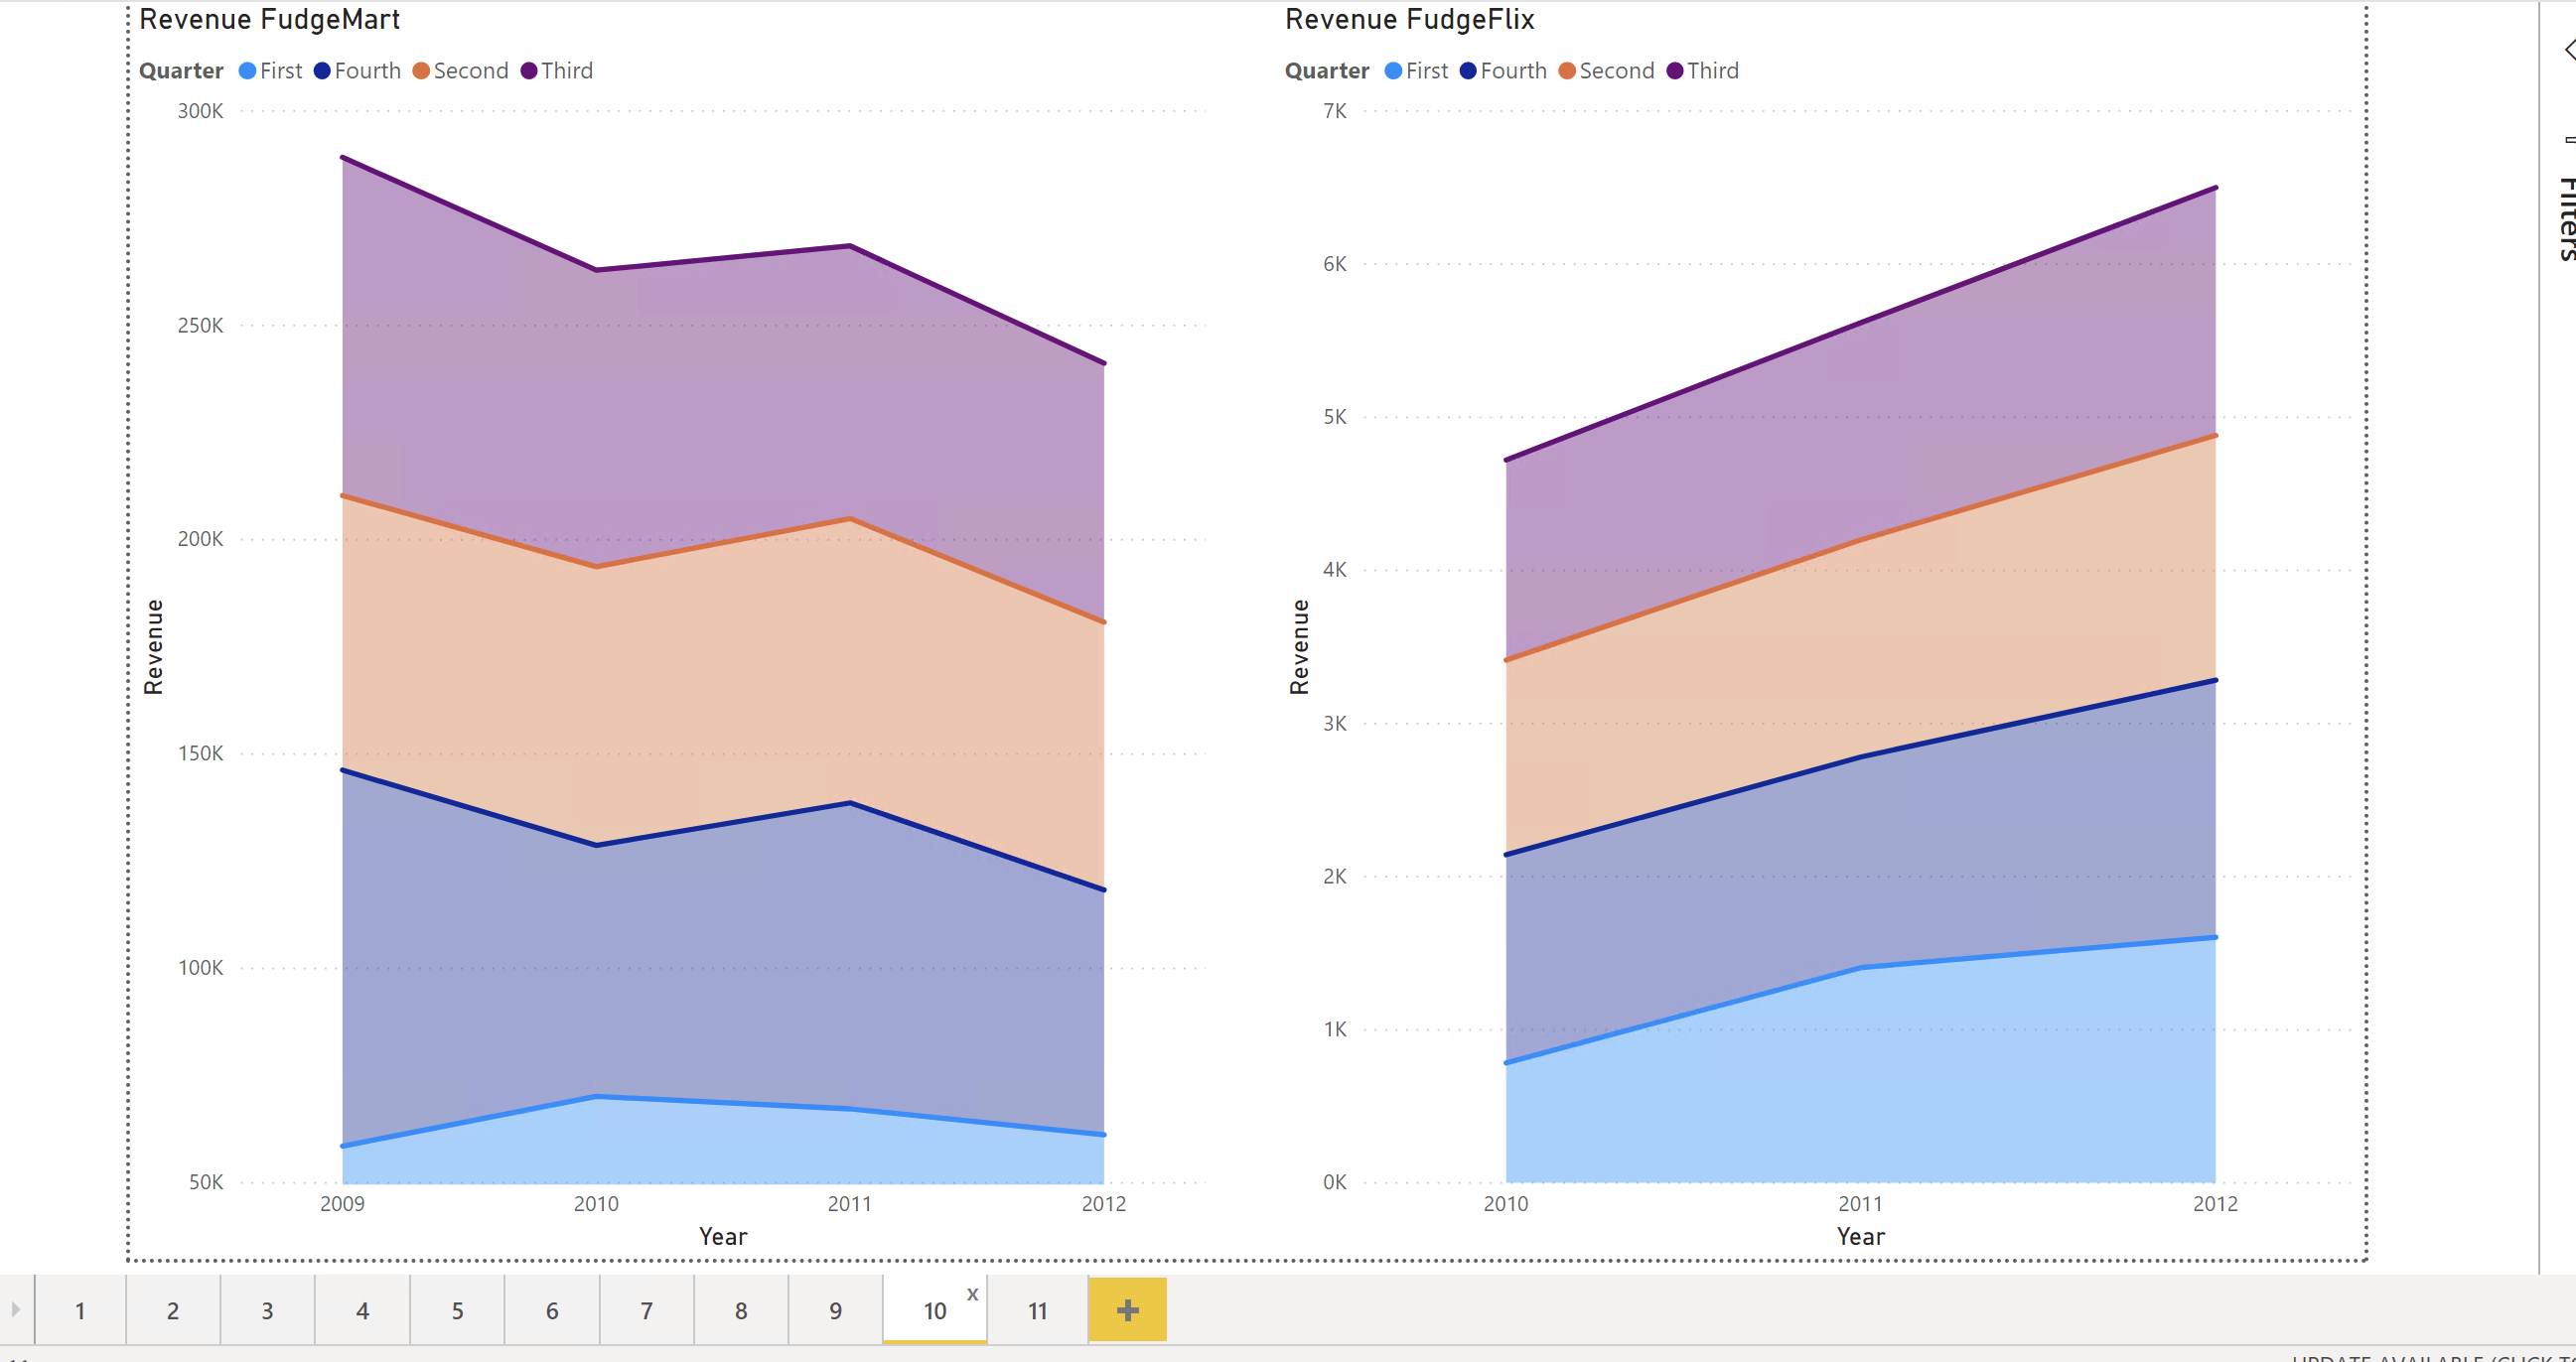 Revenue FudgeMart
Quarter First Fourth Second Third
300K
250K
200K
150K
100K
50K
Revenue
2009 2010 2011 2012
Year
Revenue FudgeFlix
Quarter First Fourth Second Third
7K
6K
5K
4K
3K
2K
1K
0K
Revenue
2010 2011 2012
Year
Filters
1 2 3 4 5 6 7 8 9 10 x 11 +